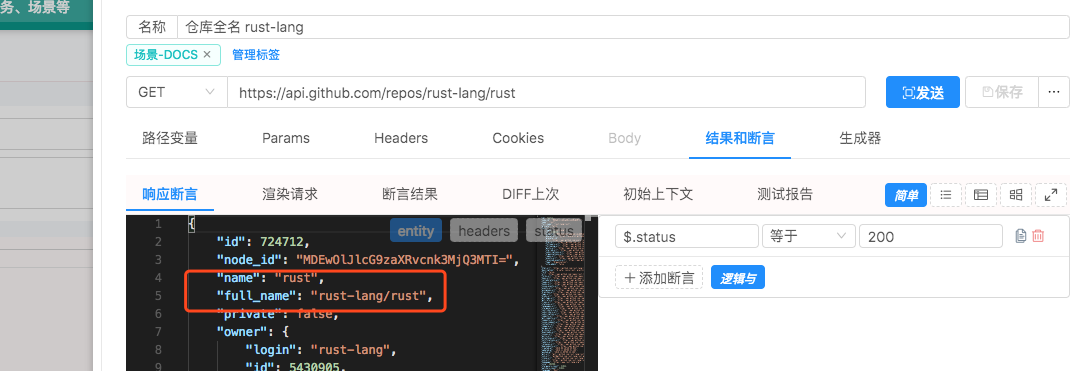 务、场景等
名称 仓库全名 rust-lang
场景-DOCS × 管理标签
GET https://api.github.com/repos/rust-lang/rust 发送 保存 ...
路径变量 Params Headers Cookies Body 结果和断言 生成器
响应断言 渲染请求 断言结果 DIFF上次 初始上下文 测试报告 简单
entity headers status
1 {
2 "id": 724712,
3 "node_id": "MDEwOlJlcG9zaXRvcnk3MjQ3MTI=",
4 "name": "rust",
5 "full_name": "rust-lang/rust",
6 "private": false,
7 "owner": {
8 "login": "rust-lang",
9 "id": 5430905,
$.status 等于 200
+ 添加断言 逻辑与